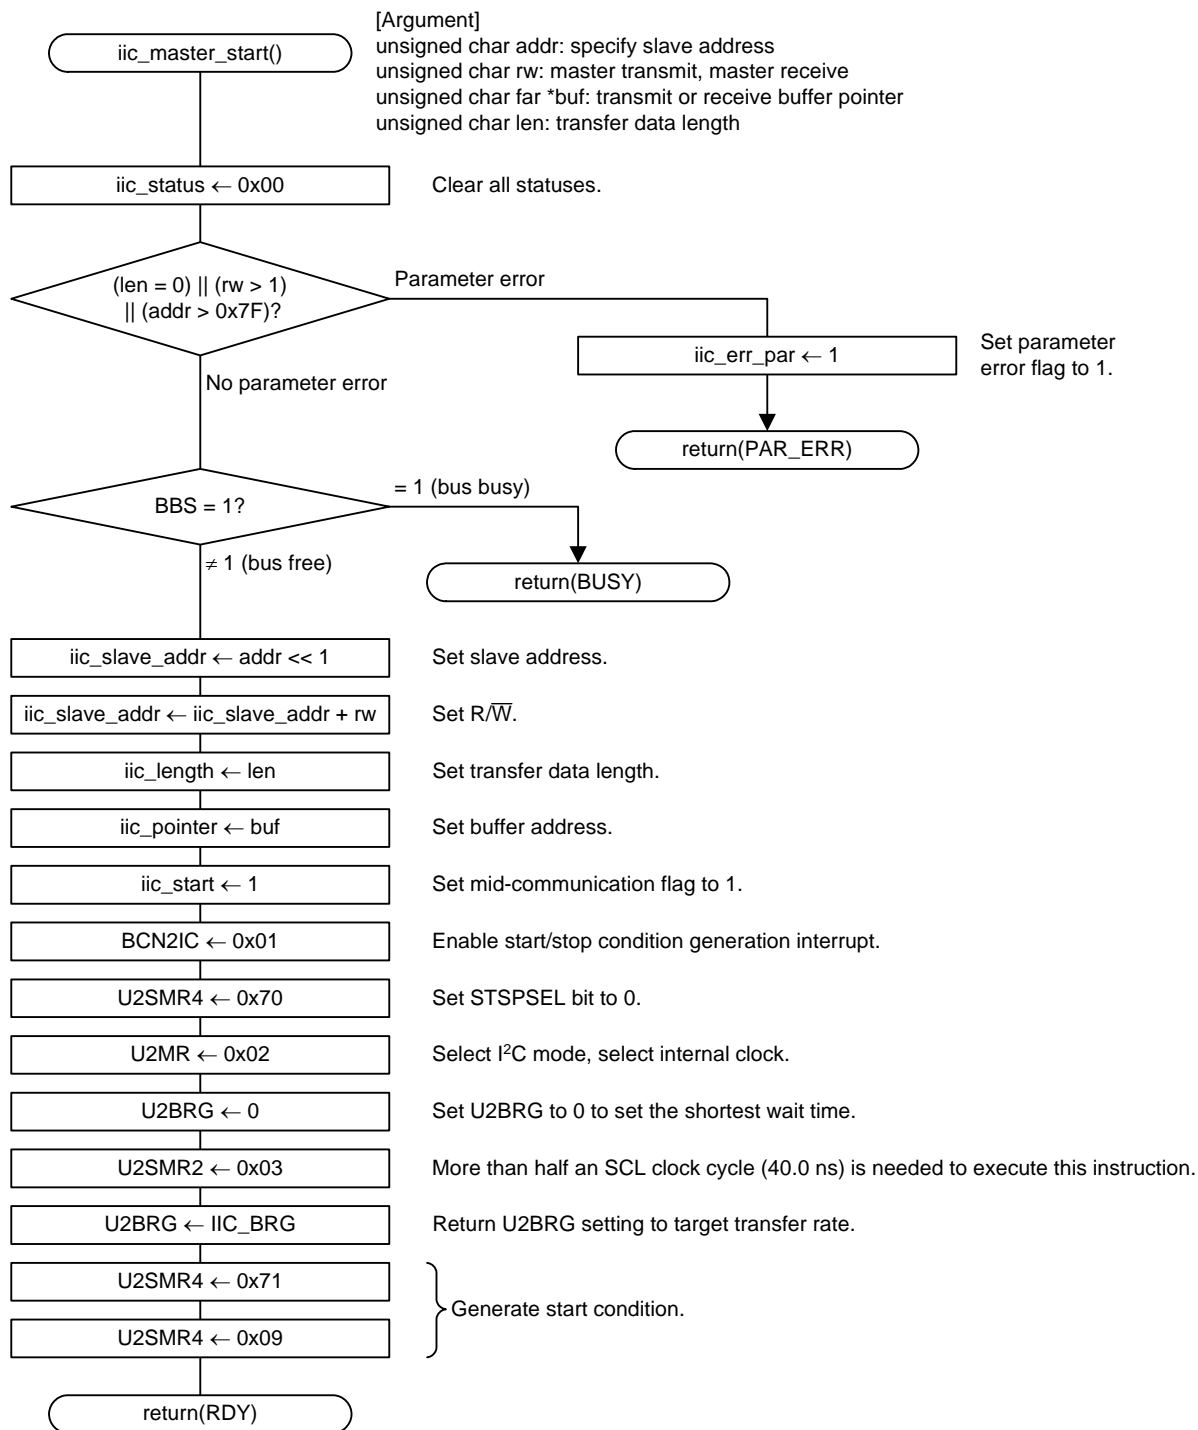 [Argument]
iic_master_start()
unsigned char addr: specify slave address
unsigned char rw: master transmit, master receive
unsigned char far *buf: transmit or receive buffer pointer
unsigned char len: transfer data length
iic_status ← 0x00
Clear all statuses.
(len = 0) || (rw > 1)
|| (addr > 0x7F)?
Parameter error
iic_err_par ← 1
Set parameter
error flag to 1.
No parameter error
return(PAR_ERR)
BBS = 1?
= 1 (bus busy)
≠ 1 (bus free)
return(BUSY)
iic_slave_addr ← addr << 1
Set slave address.
iic_slave_addr ← iic_slave_addr + rw
Set R/W̅.
iic_length ← len
Set transfer data length.
iic_pointer ← buf
Set buffer address.
iic_start ← 1
Set mid-communication flag to 1.
BCN2IC ← 0x01
Enable start/stop condition generation interrupt.
U2SMR4 ← 0x70
Set STSPSEL bit to 0.
U2MR ← 0x02
Select I²C mode, select internal clock.
U2BRG ← 0
Set U2BRG to 0 to set the shortest wait time.
U2SMR2 ← 0x03
More than half an SCL clock cycle (40.0 ns) is needed to execute this instruction.
U2BRG ← IIC_BRG
Return U2BRG setting to target transfer rate.
U2SMR4 ← 0x71
Generate start condition.
U2SMR4 ← 0x09
return(RDY)